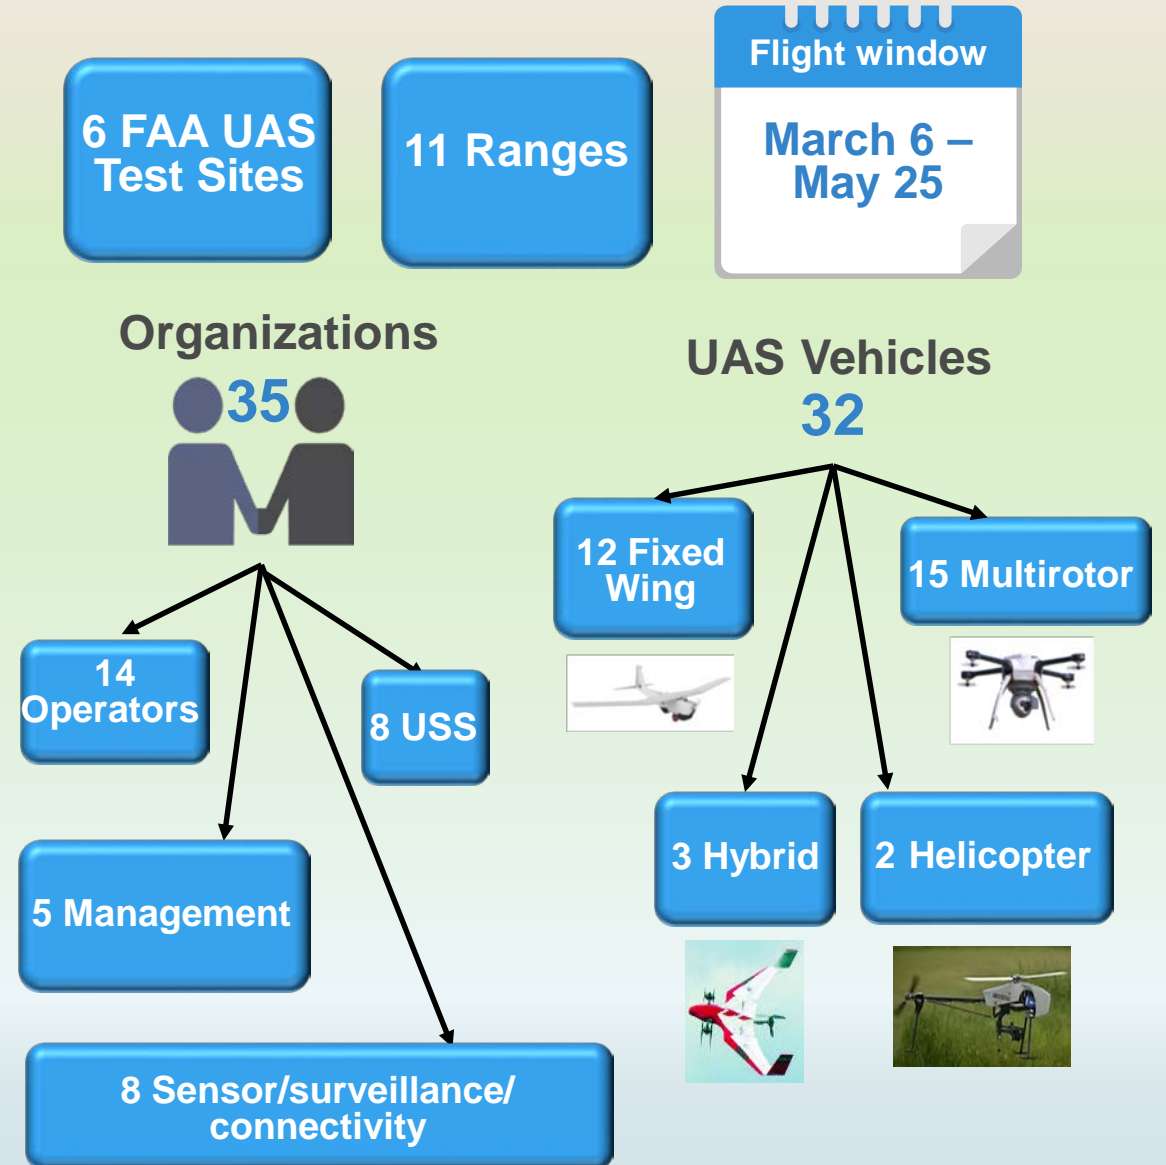 6 FAA UAS
Test Sites
11 Ranges
Flight window
March 6 –
May 25
Organizations
35
14
Operators
8 USS
5 Management
8 Sensor/surveillance/
connectivity
UAS Vehicles
32
12 Fixed
Wing
15 Multirotor
3 Hybrid
2 Helicopter